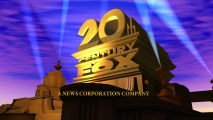 20TH
CENTURY
FOX
A NEWS CORPORATION COMPANY